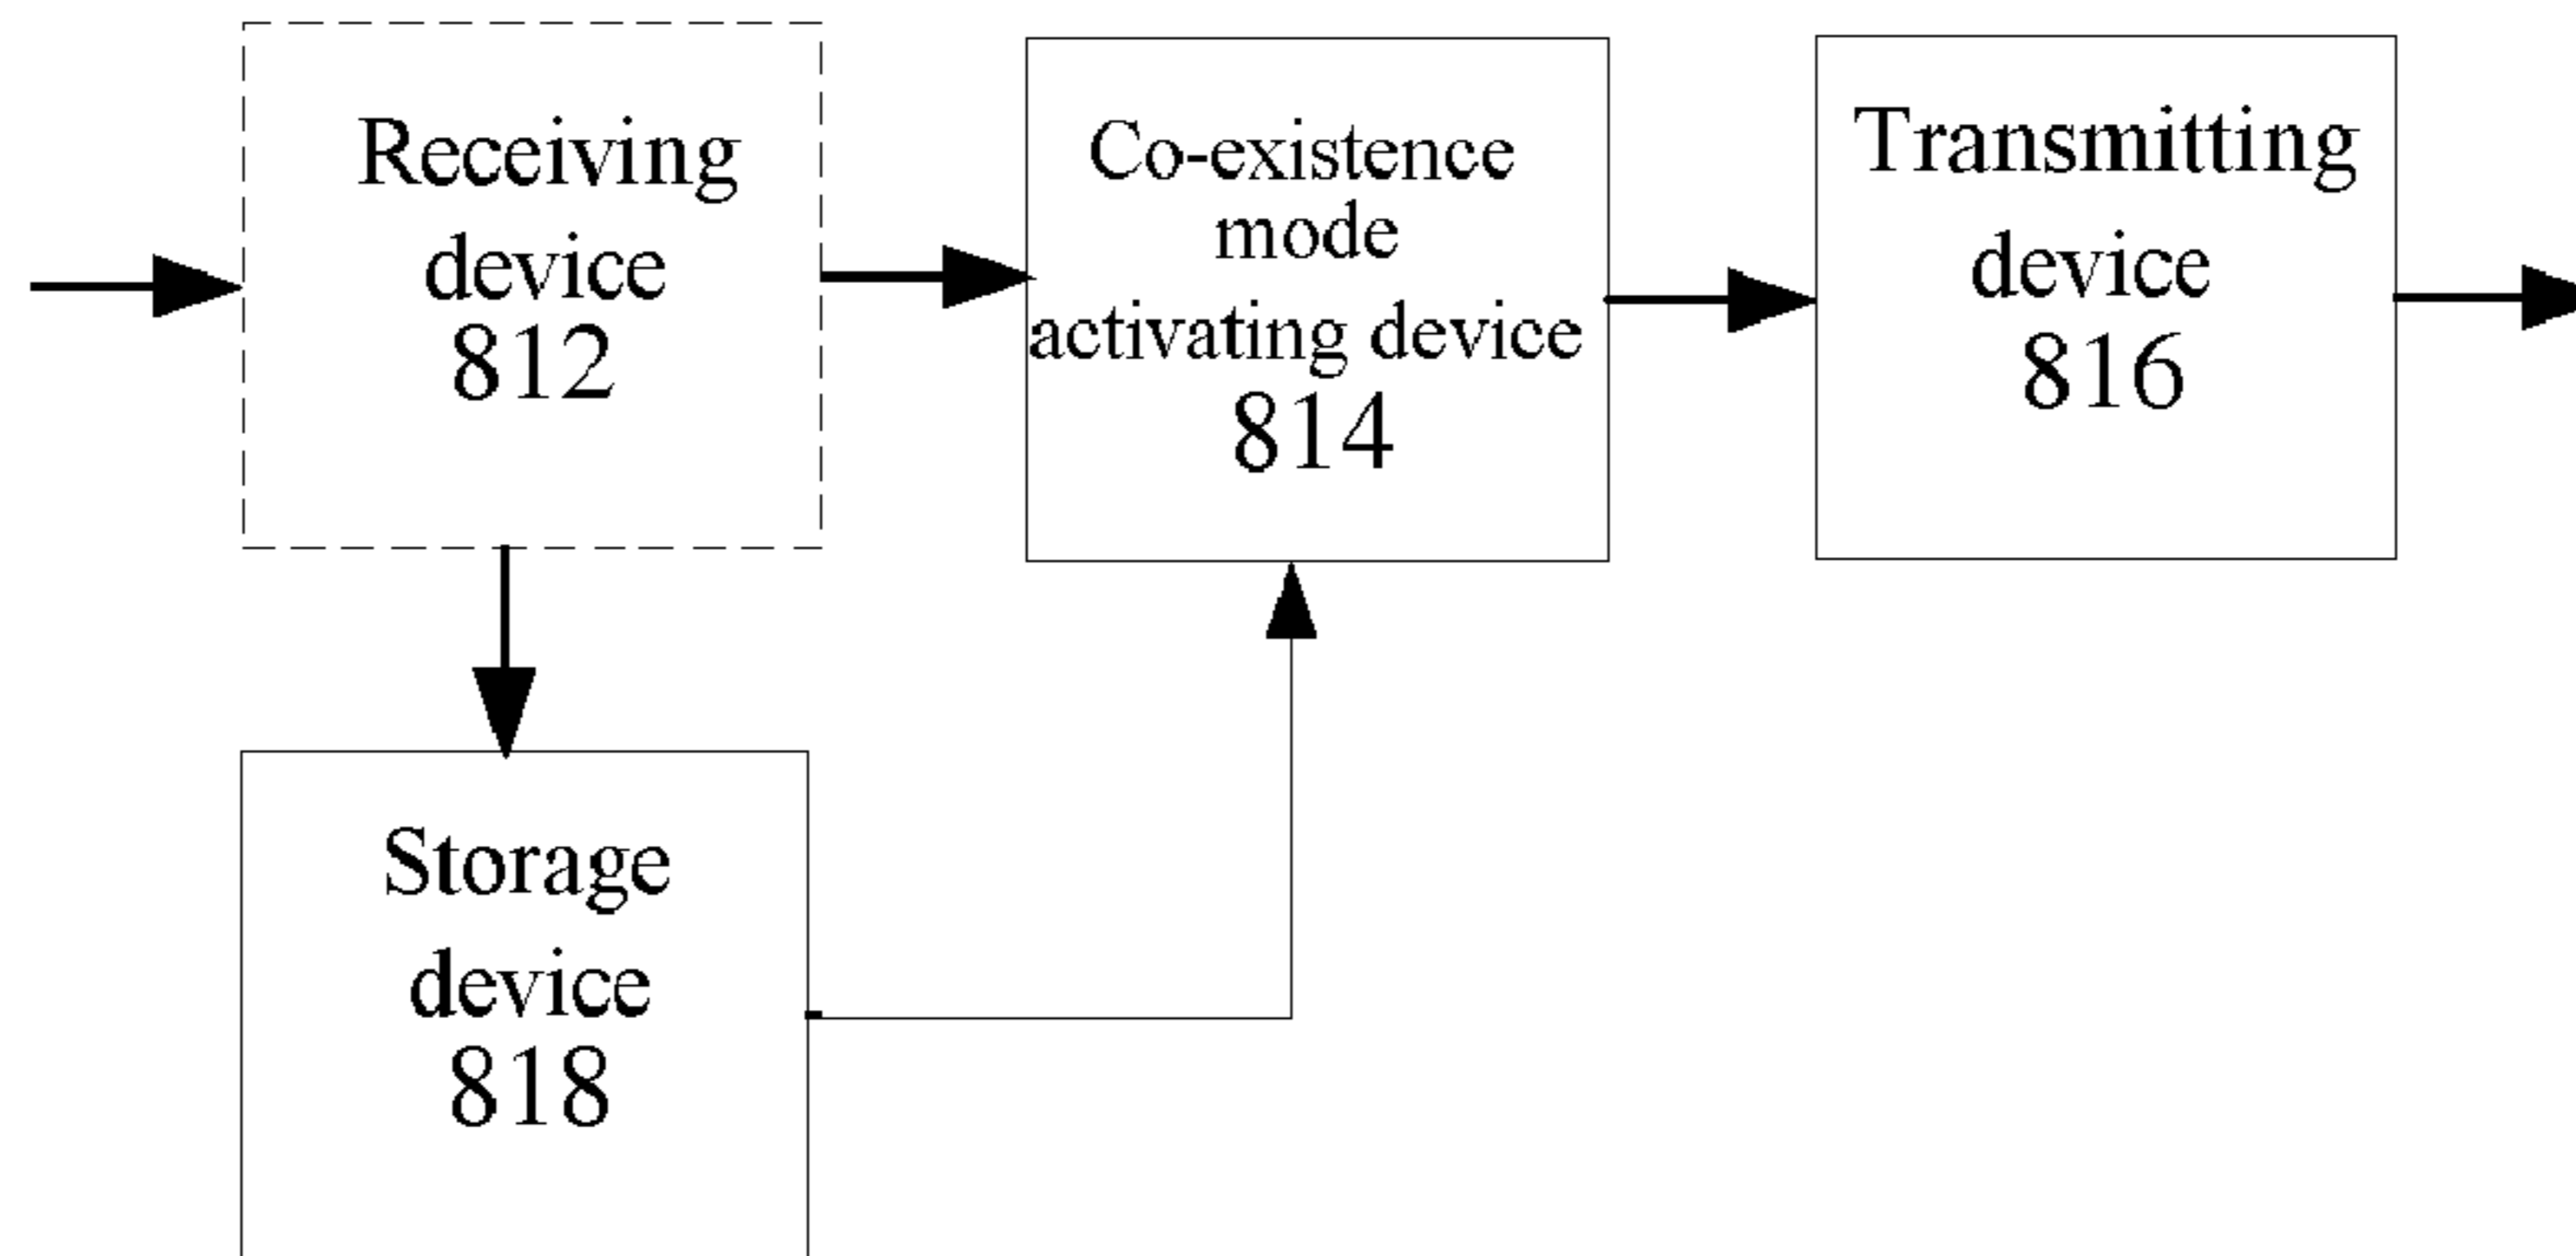 Receiving
device
812
Co-existence
mode
activating device
814
Transmitting
device
816
Storage
device
818